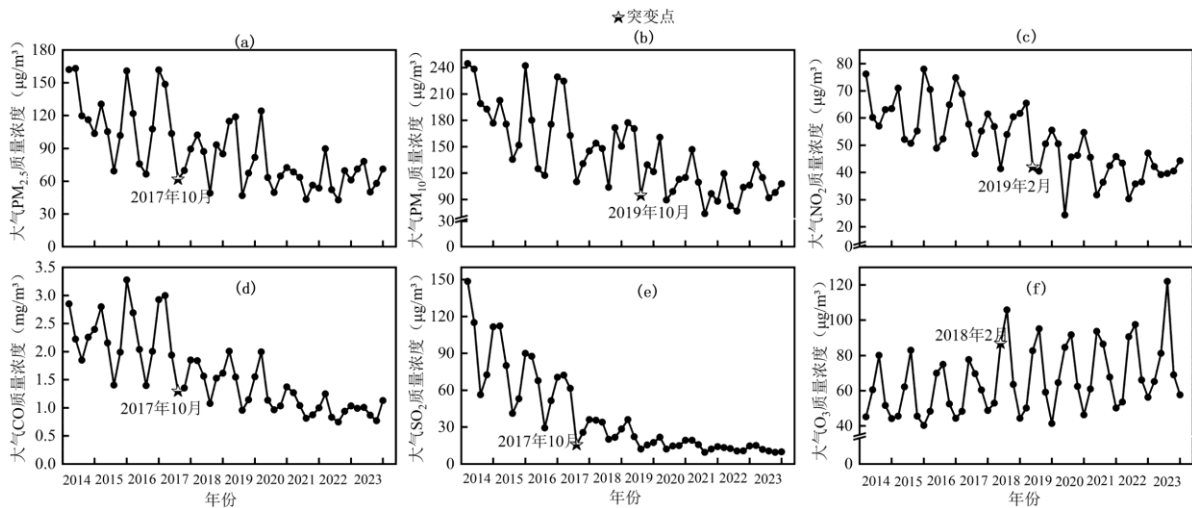 ☆突变点
(a)
大气PM2.5质量浓度（μg/m³）
180
150
120
90
60
30
0
2017年10月
(b)
大气PM10质量浓度（μg/m³）
240
210
180
150
120
90
30
0
2019年10月
(c)
大气NO2质量浓度（μg/m³）
80
70
60
50
40
30
20
0
2019年2月
(d)
大气CO质量浓度（mg/m³）
3.5
3.0
2.5
2.0
1.5
1.0
0.5
0.0
2017年10月
2014 2015 2016 2017 2018 2019 2020 2021 2022 2023
年份
(e)
大气SO2质量浓度（μg/m³）
150
120
90
60
30
0
2017年10月
2014 2015 2016 2017 2018 2019 2020 2021 2022 2023
年份
(f)
大气O3质量浓度（μg/m³）
120
100
80
60
40
0
2018年2月
2014 2015 2016 2017 2018 2019 2020 2021 2022 2023
年份